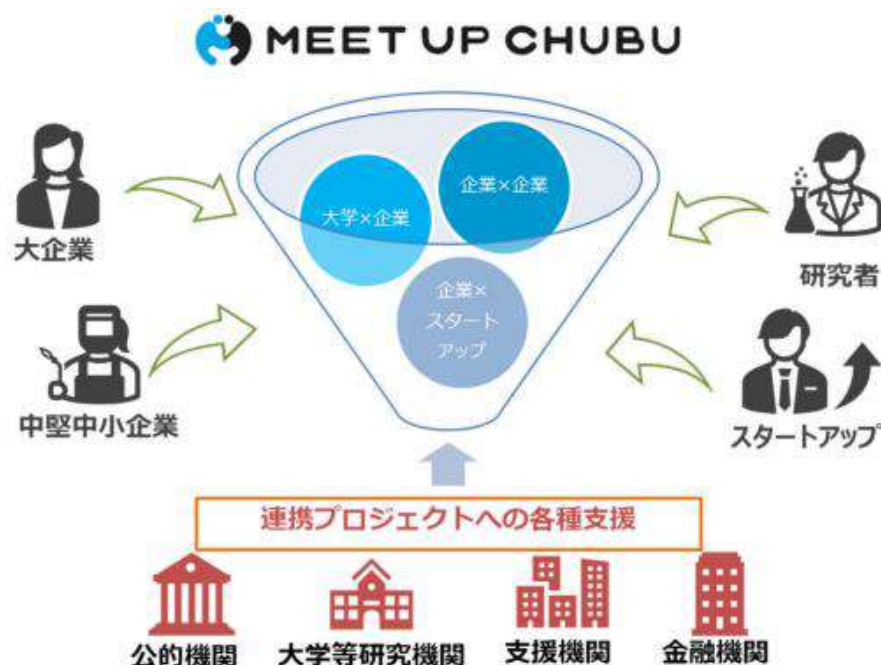 MEET UP CHUBU
大企業
中堅中小企業
大学×企業
企業×企業
企業×
スタート
アップ
研究者
スタートアップ
連携プロジェクトへの各種支援
公的機関
大学等研究機関
支援機関
金融機関